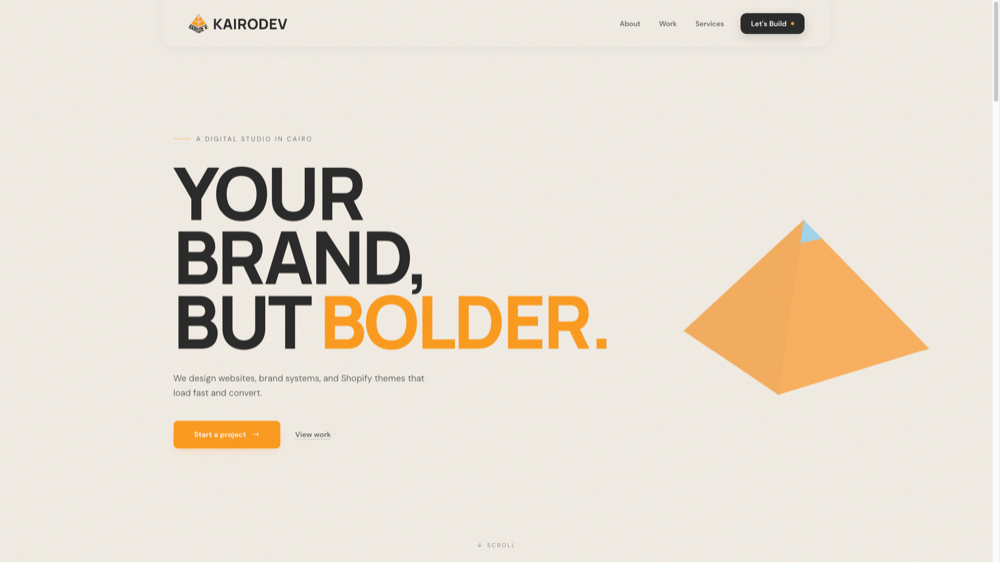 KAIRODEV
About
Work
Services
Let's Build
A DIGITAL STUDIO IN CAIRO
YOUR
BRAND,
BUT BOLDER.
We design websites, brand systems, and Shopify themes that
load fast and convert.
Start a project →
View work
↓ SCROLL